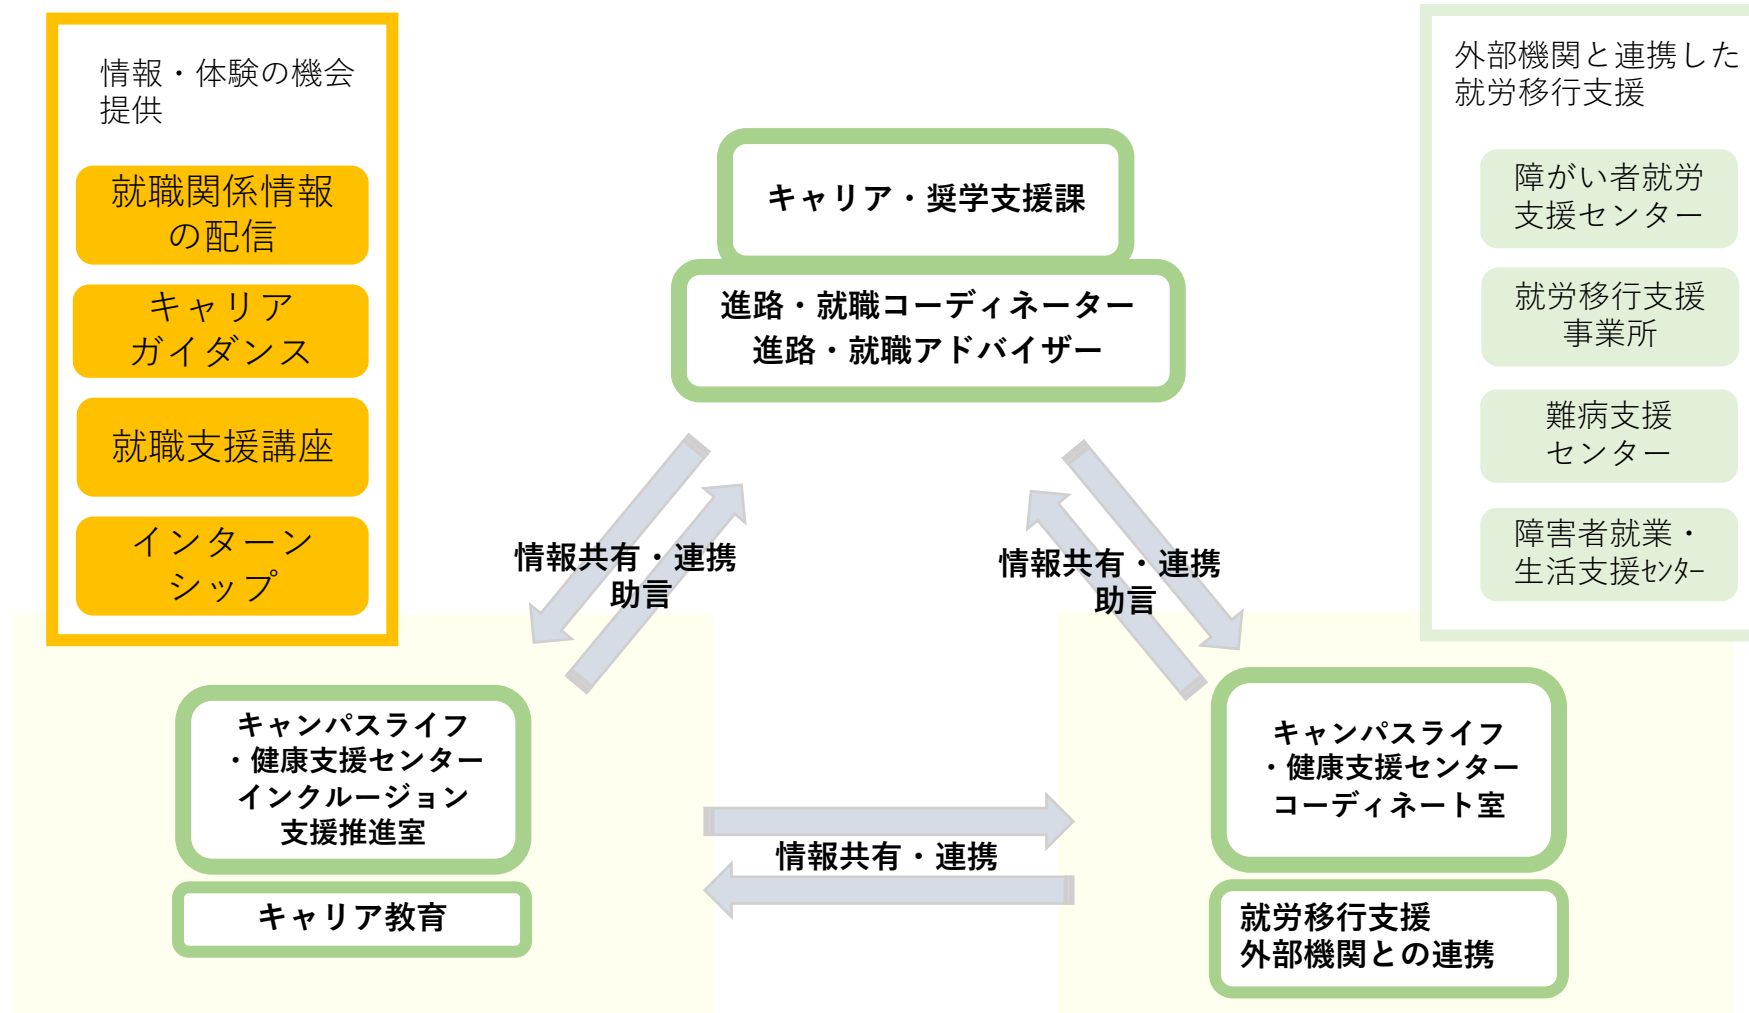 情報・体験の機会
提供
就職関係情報
の配信
キャリア
ガイダンス
就職支援講座
インターン
シップ
キャリア・奨学支援課
進路・就職コーディネーター
進路・就職アドバイザー
外部機関と連携した
就労移行支援
障がい者就労
支援センター
就労移行支援
事業所
難病支援
センター
障害者就業・
生活支援ｾﾝﾀｰ
情報共有・連携
助言
情報共有・連携
助言
キャンパスライフ
・健康支援センター
インクルージョン
支援推進室
キャリア教育
情報共有・連携
キャンパスライフ
・健康支援センター
コーディネート室
就労移行支援
外部機関との連携